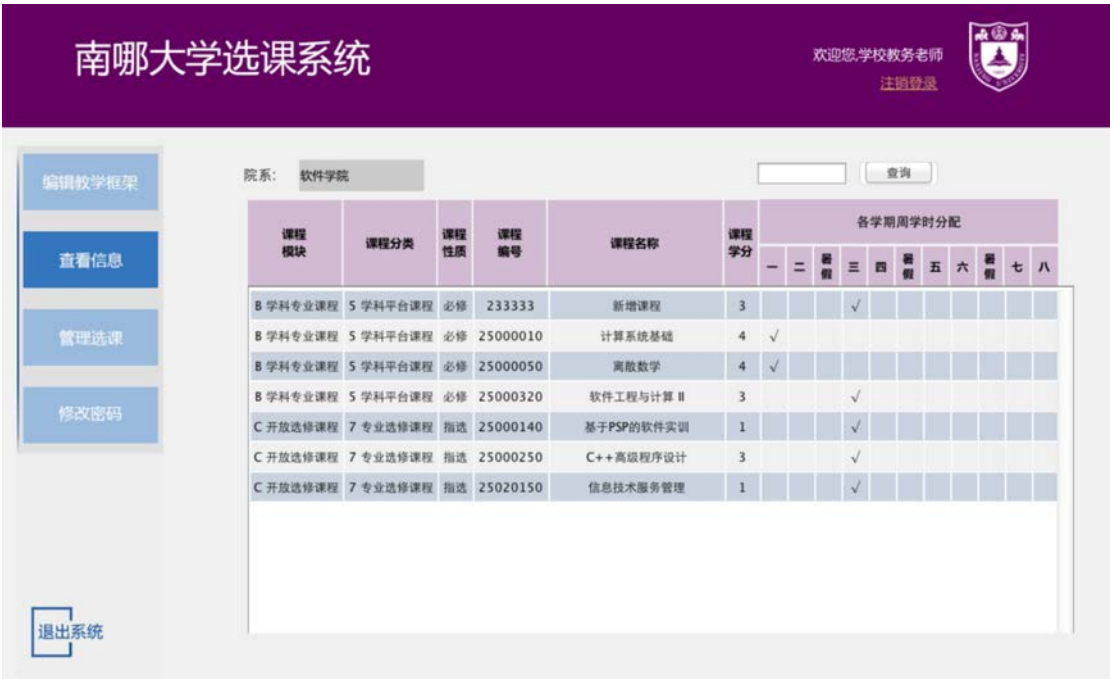 南哪大学选课系统
欢迎您,学校教务老师
注销登录
编辑教学框架
查看信息
管理选课
修改密码
退出系统
院系: 软件学院 查询
课程模块 课程分类 课程性质 课程编号 课程名称 课程学分 各学期周学时分配
一 二 暑假 三 四 暑假 五 六 暑假 七 八
B 学科专业课程 5 学科平台课程 必修 233333 新增课程 3 √
B 学科专业课程 5 学科平台课程 必修 25000010 计算系统基础 4 √
B 学科专业课程 5 学科平台课程 必修 25000050 离散数学 4 √
B 学科专业课程 5 学科平台课程 必修 25000320 软件工程与计算 II 3 √
C 开放选修课程 7 专业选修课程 指选 25000140 基于PSP的软件实训 1 √
C 开放选修课程 7 专业选修课程 指选 25000250 C++高级程序设计 3 √
C 开放选修课程 7 专业选修课程 指选 25020150 信息技术服务管理 1 √